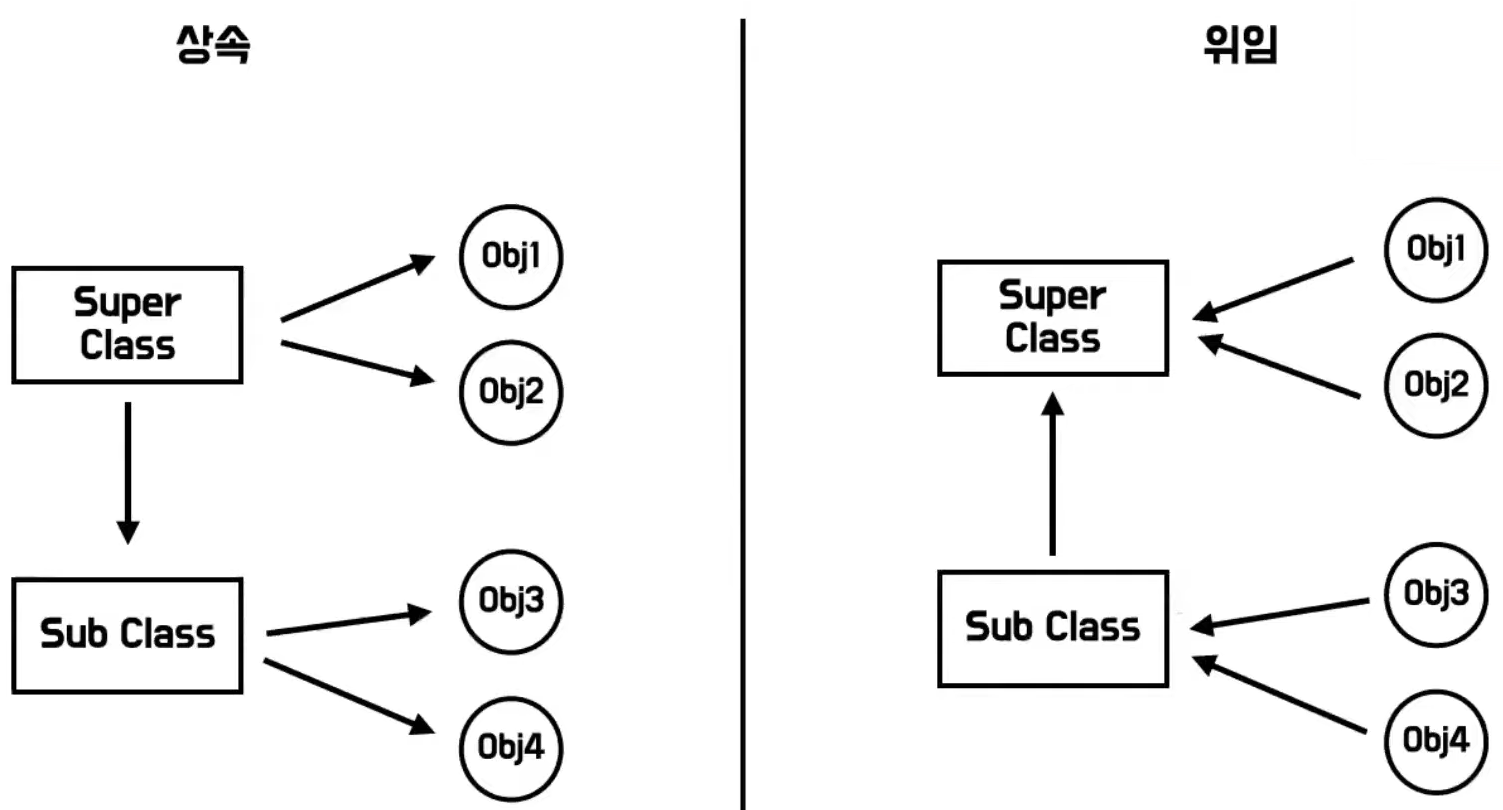 상속
Obj1
Super
Class
Obj2
Obj3
Sub Class
Obj4
위임
Obj1
Super
Class
Obj2
Obj3
Sub Class
Obj4